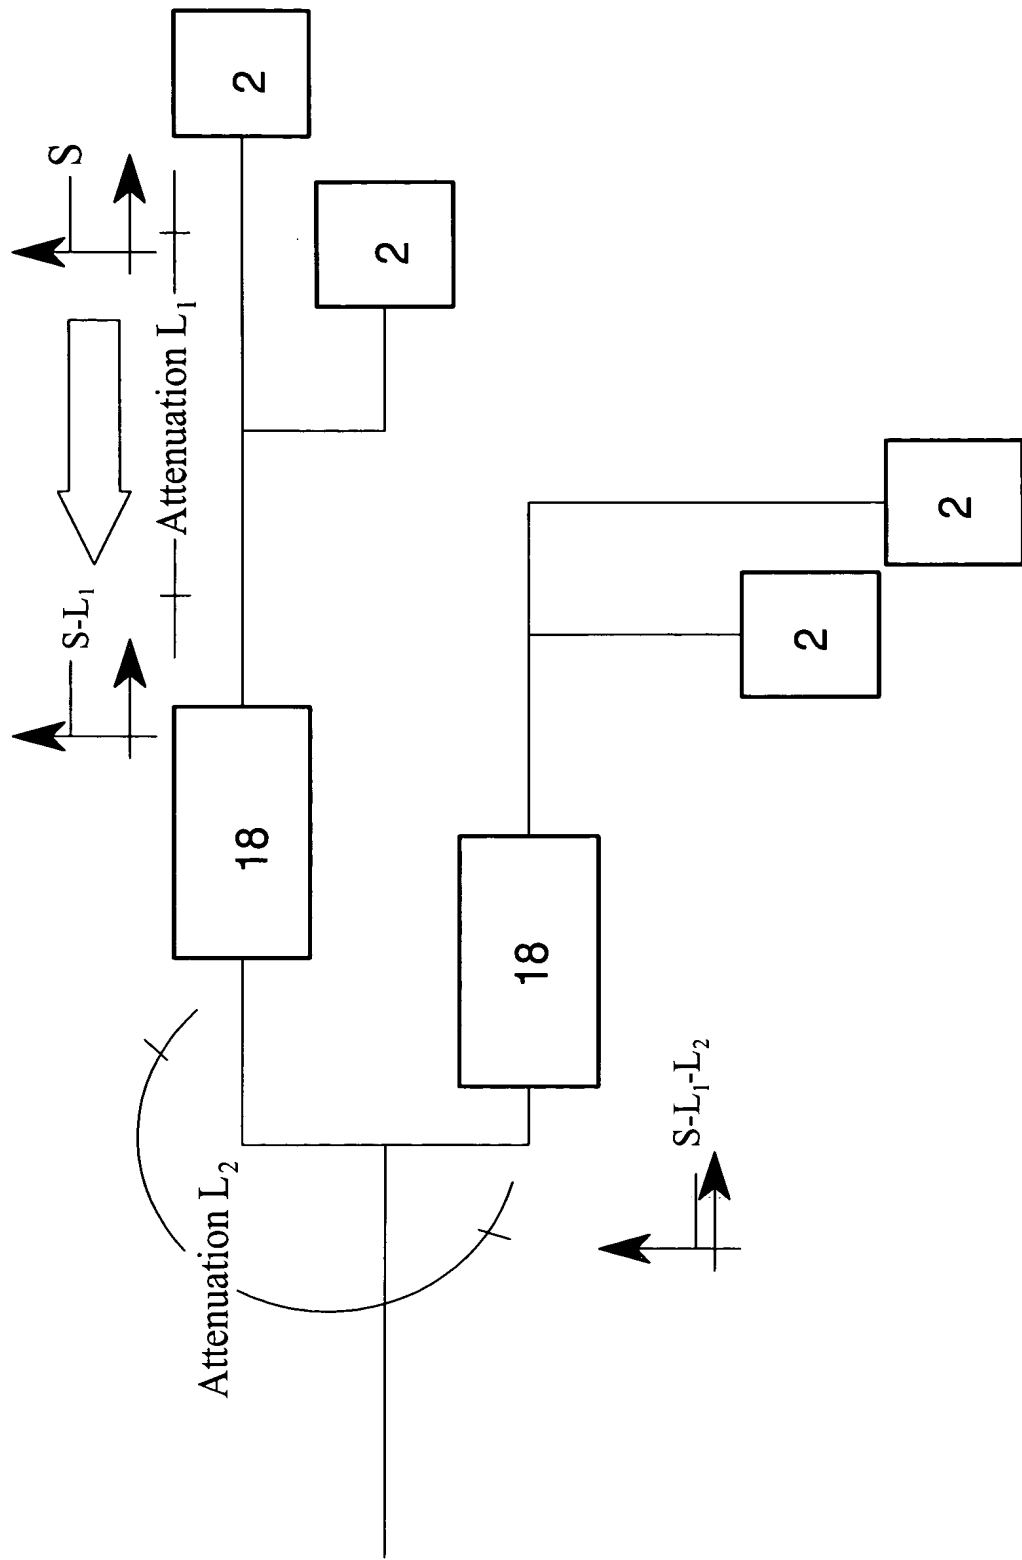 S
2
S-L₁
Attenuation L₁
2
18
2
2
18
Attenuation L₂
S-L₁-L₂